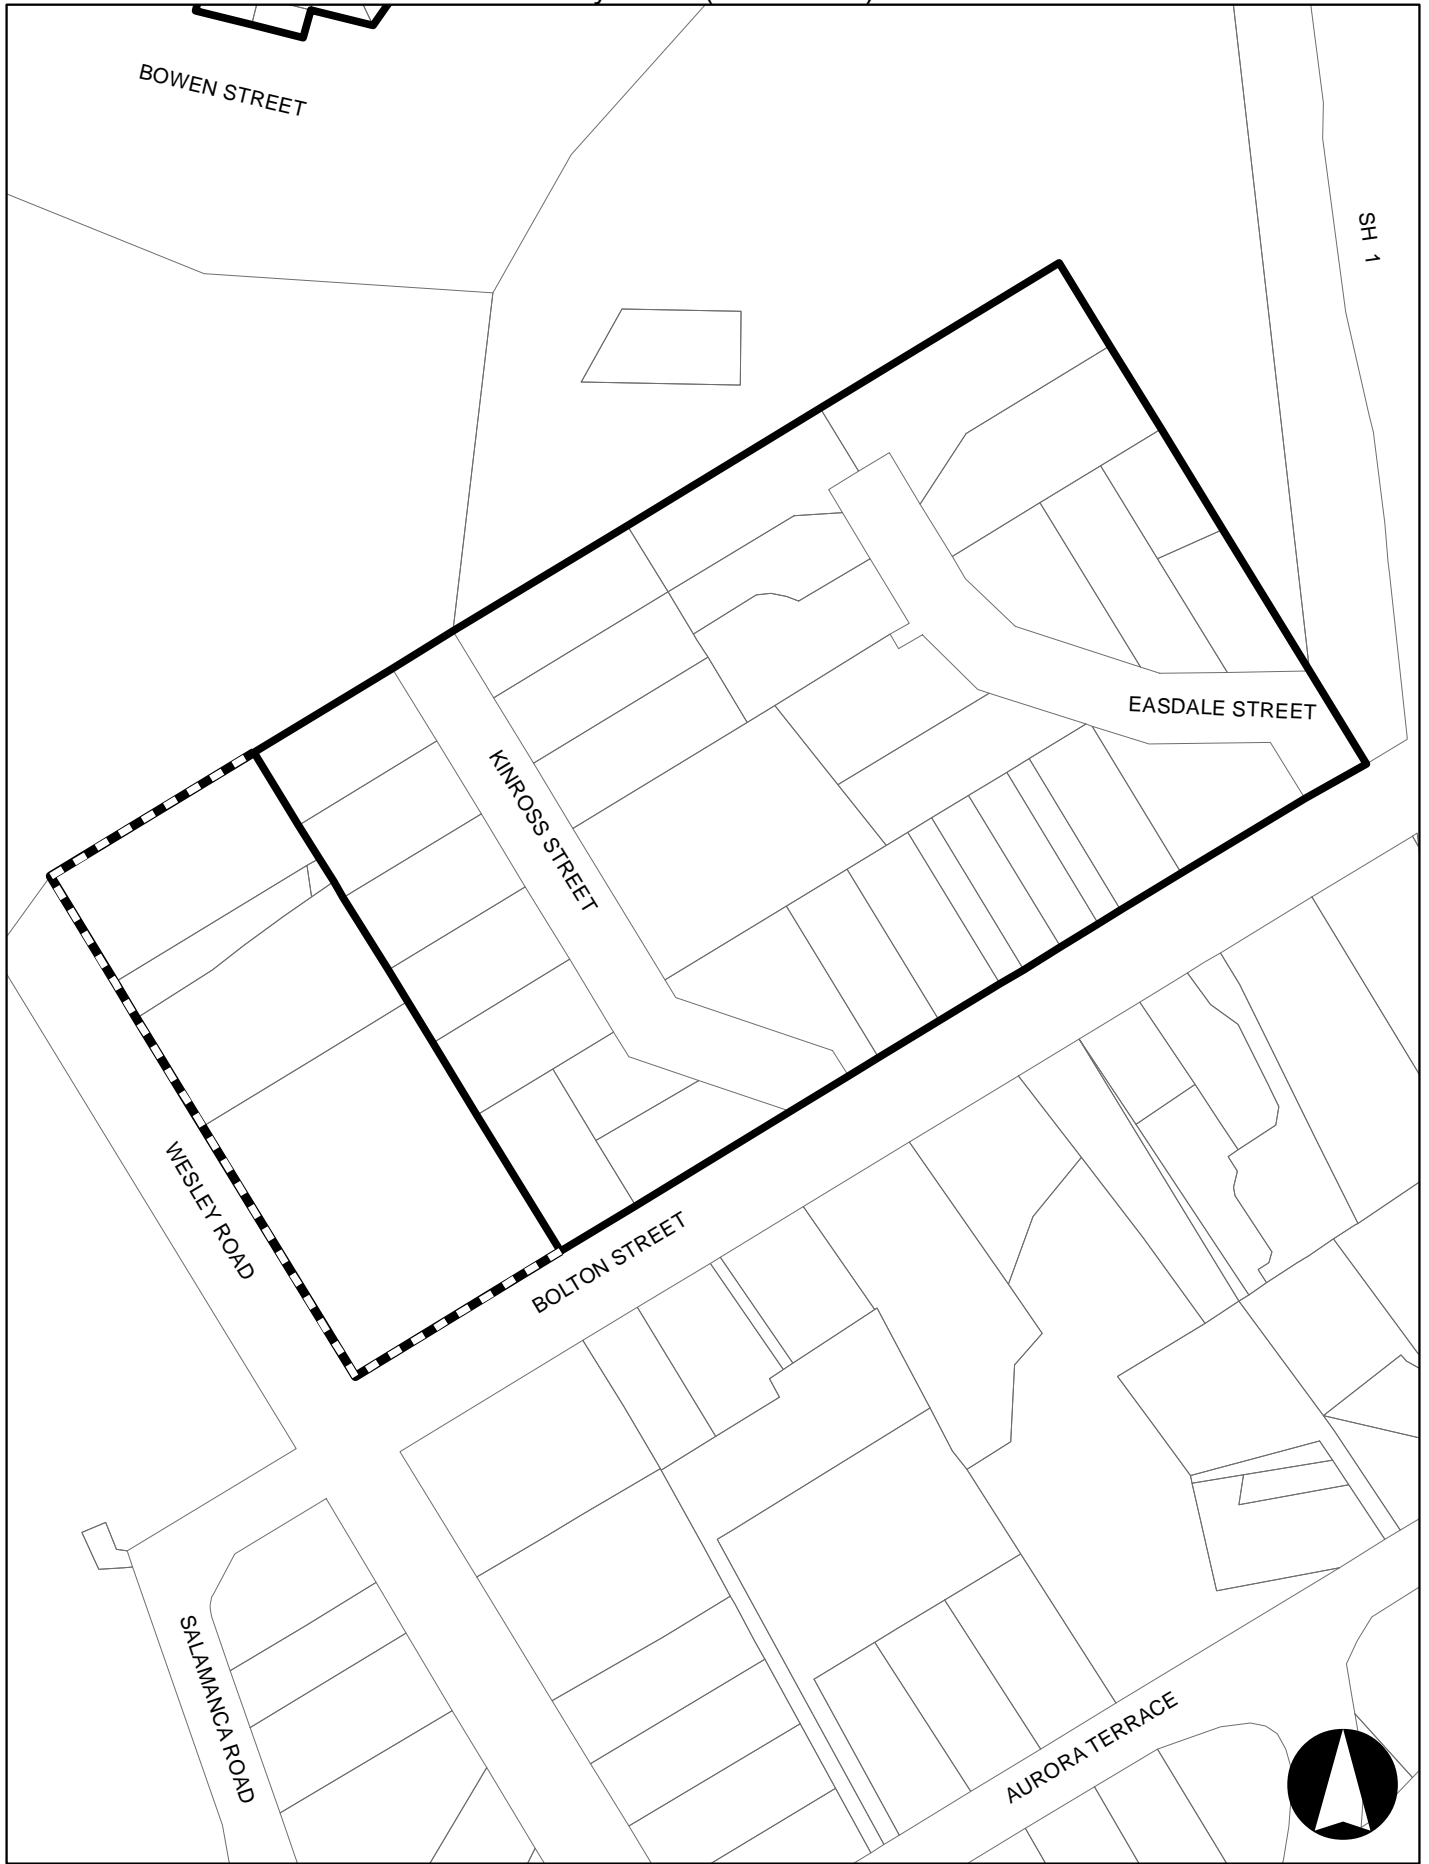 BOWEN STREET
SH 1
EASDALE STREET
KINROSS STREET
WESLEY ROAD
BOLTON STREET
SALAMANCA ROAD
AURORA TERRACE